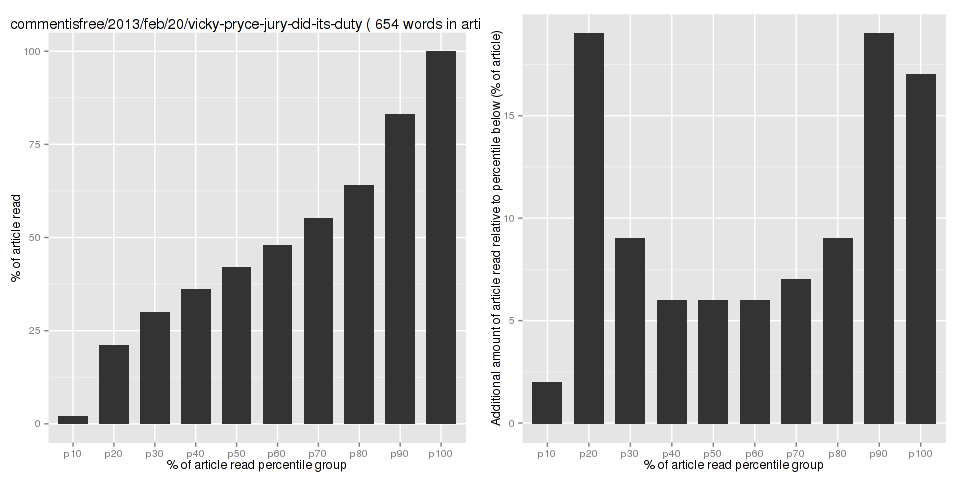 commentisfree/2013/feb/20/vicky-pryce-jury-did-its-duty ( 654 words in arti
% of article read
100
75
50
25
0
p10 p20 p30 p40 p50 p60 p70 p80 p90 p100
% of article read percentile group
Additional amount of article read relative to percentile below (% of article)
15
10
5
0
p10 p20 p30 p40 p50 p60 p70 p80 p90 p100
% of article read percentile group